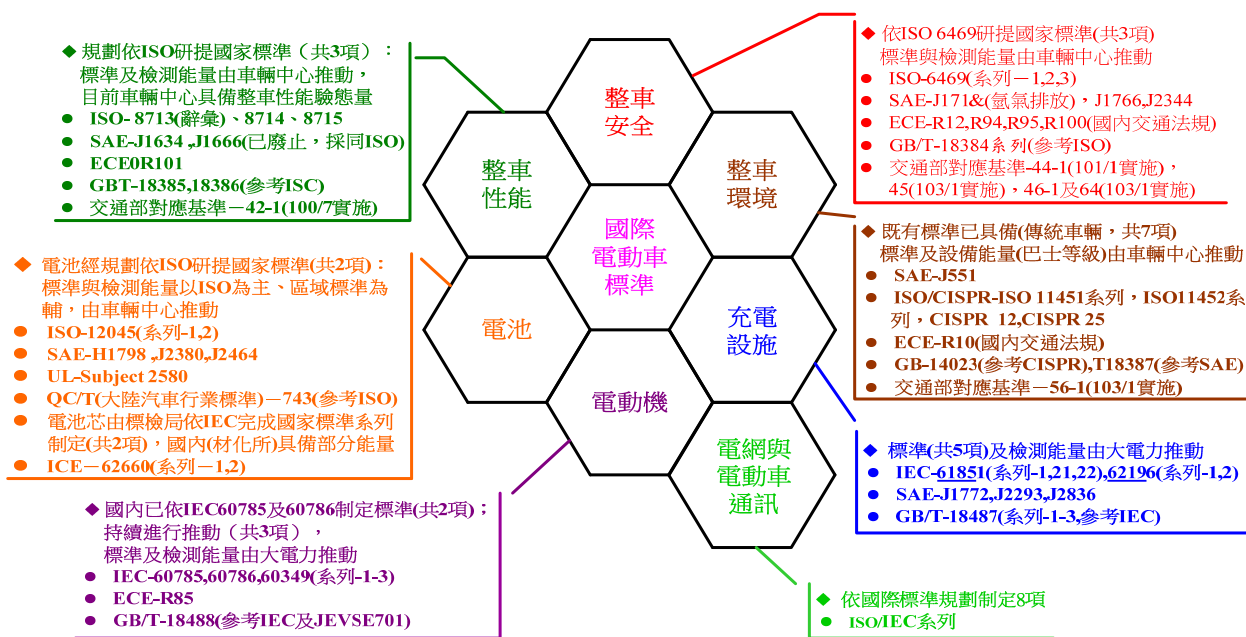 ◆ 規劃依ISO研提國家標準（共3項）：
標準及檢測能量由車輛中心推動，
目前車輛中心具備整車性能驗態量
● ISO- 8713(辭彙)、8714、8715
● SAE-J1634 ,J1666(已廢止，採同ISO)
● ECE0R101
● GBT-18385,18386(參考ISC)
● 交通部對應基準－42-1(100/7實施)
◆ 電池經規劃依ISO研提國家標準(共2項)：
標準與檢測能量以ISO為主、區域標準為
輔，由車輛中心推動
● ISO-12045(系列-1,2)
● SAE-H1798 ,J2380,J2464
● UL-Subject 2580
● QC/T(大陸汽車行業標準)－743(參考ISO)
● 電池芯由標檢局依IEC完成國家標準系列
制定(共2項)，國內(材化所)具備部分能量
● ICE－62660(系列－1,2)
◆ 國內已依IEC60785及60786制定標準(共2項)；
持續進行推動（共3項），
標準及檢測能量由大電力推動
● IEC-60785,60786,60349(系列-1-3)
● ECE-R85
● GB/T-18488(參考IEC及JEVSE701)
整車
安全
整車
性能
整車
環境
國際
電動車
標準
電池
充電
設施
電動機
電網與
電動車
通訊
◆ 依ISO 6469研提國家標準(共3項)
標準與檢測能量由車輛中心推動
● ISO-6469(系列－1,2,3)
● SAE-J171&(氫氣排放)，J1766,J2344
● ECE-R12,R94,R95,R100(國內交通法規)
● GB/T-18384系列(參考ISO)
● 交通部對應基準-44-1(101/1實施)，
45(103/1實施)，46-1及64(103/1實施)
◆ 既有標準已具備(傳統車輛，共7項)
標準及設備能量(巴士等級)由車輛中心推動
● SAE-J551
● ISO/CISPR-ISO 11451系列，ISO11452系
列，CISPR 12,CISPR 25
● ECE-R10(國內交通法規)
● GB-14023(參考CISPR),T18387(參考SAE)
● 交通部對應基準－56-1(103/1實施)
◆ 標準(共5項)及檢測能量由大電力推動
● IEC-61851(系列-1,21,22),62196(系列-1,2)
● SAE-J1772,J2293,J2836
● GB/T-18487(系列-1-3,參考IEC)
◆ 依國際標準規劃制定8項
● ISO/IEC系列